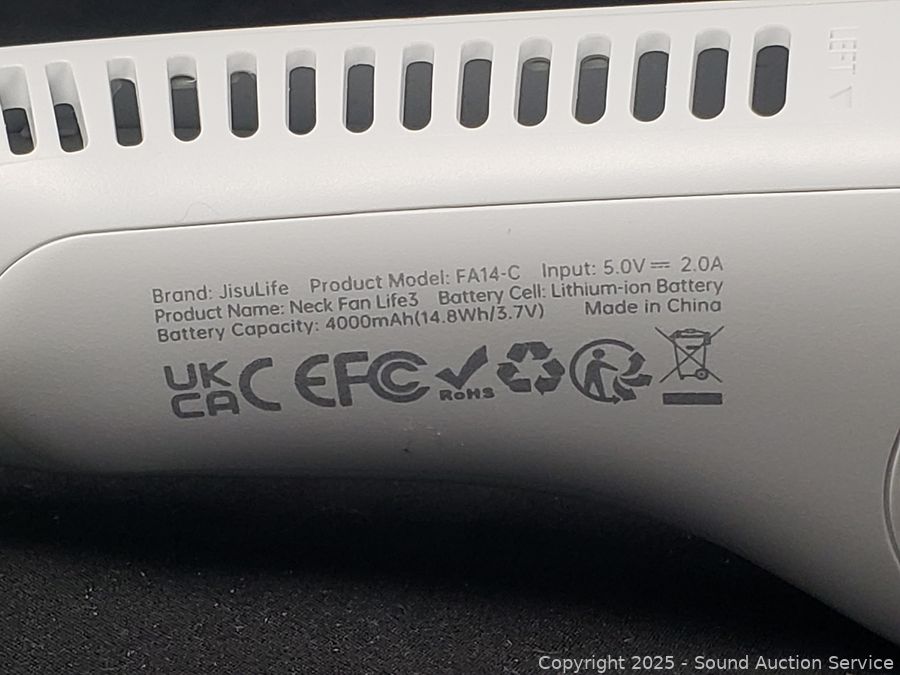 LEFT
Brand: JisuLife Product Model: FA14-C Input: 5.0V⎓ 2.0A
Product Name: Neck Fan Life3 Battery Cell: Lithium-ion Battery
Battery Capacity: 4000mAh(14.8Wh/3.7V) Made in China
UK
CA CE FC RoHS
Copyright 2025 - Sound Auction Service